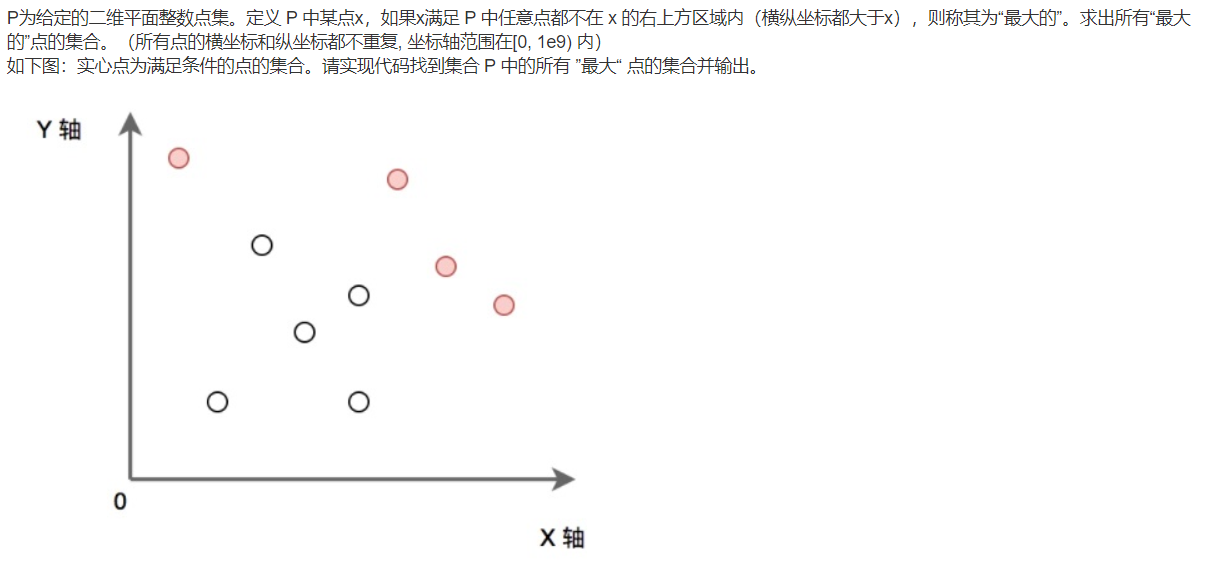 P为给定的二维平面整数点集。定义 P 中某点x，如果x满足 P 中任意点都不在 x 的右上方区域内（横纵坐标都大于x），则称其为“最大的”。求出所有“最大
的”点的集合。（所有点的横坐标和纵坐标都不重复, 坐标轴范围在[0, 1e9) 内）
如下图：实心点为满足条件的点的集合。请实现代码找到集合 P 中的所有 ”最大“ 点的集合并输出。
Y 轴
0
X 轴